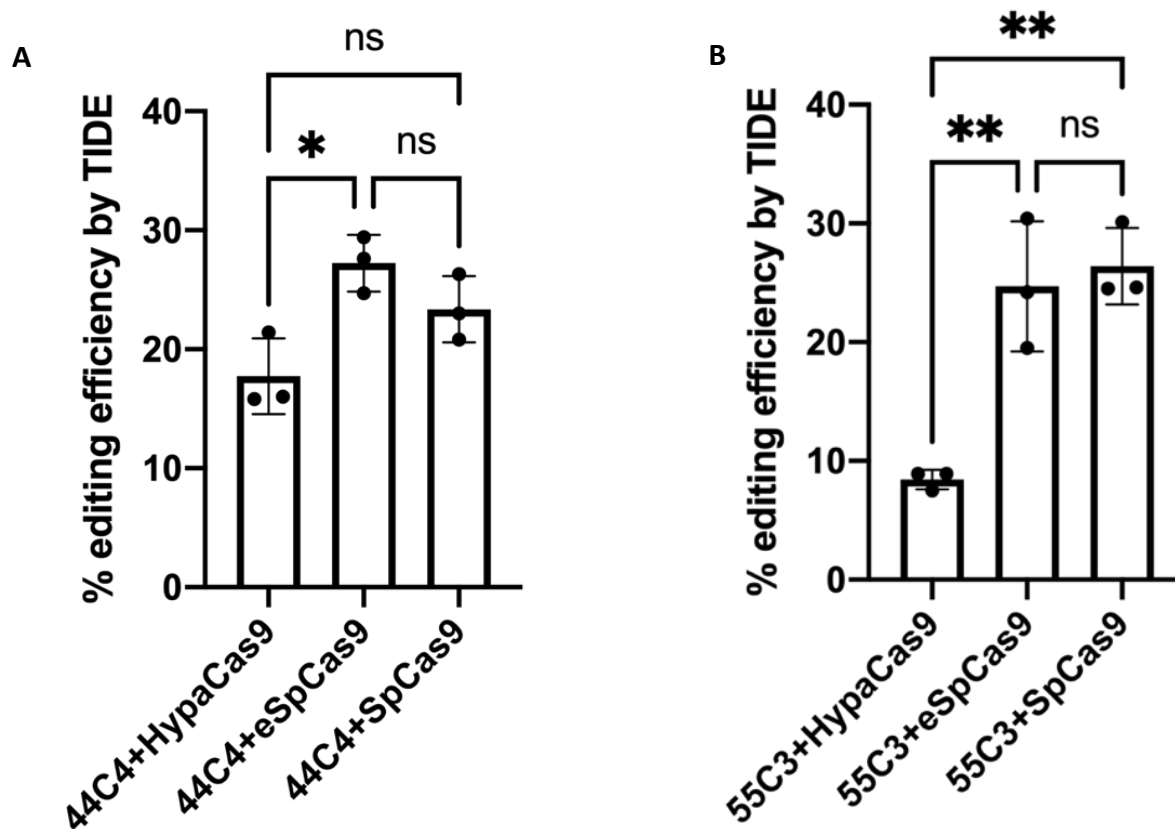 A
ns
*
ns
% editing efficiency by TIDE
40
30
20
10
0
44C4+HypaCas9
44C4+eSpCas9
44C4+SpCas9
B
**
**
ns
% editing efficiency by TIDE
40
30
20
10
0
55C3+HypaCas9
55C3+eSpCas9
55C3+SpCas9